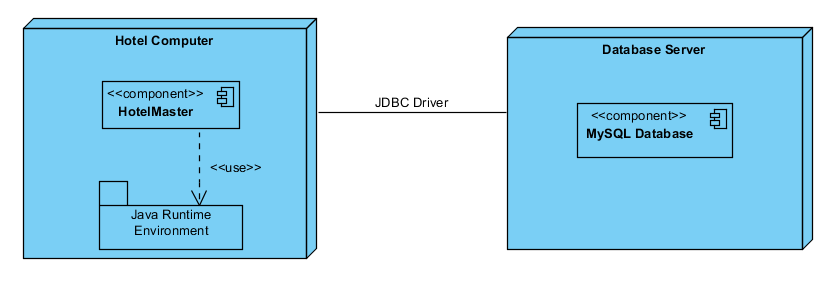 Hotel Computer
<<component>>
HotelMaster
<<use>>
Java Runtime
Environment
JDBC Driver
Database Server
<<component>>
MySQL Database